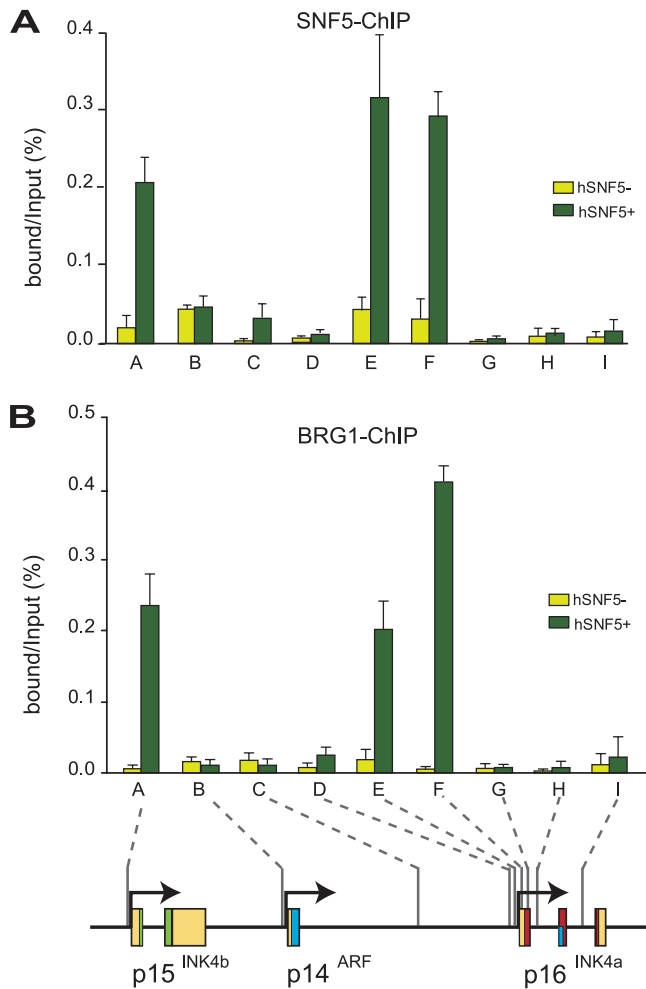 A
SNF5-ChIP
bound/Input (%)
0.4
0.3
0.2
0.1
0.0
hSNF5-
hSNF5+
A B C D E F G H I
B
BRG1-ChIP
bound/Input (%)
0.5
0.4
0.3
0.2
0.1
0.0
hSNF5-
hSNF5+
A B C D E F G H I
p15 INK4b p14 ARF p16 INK4a